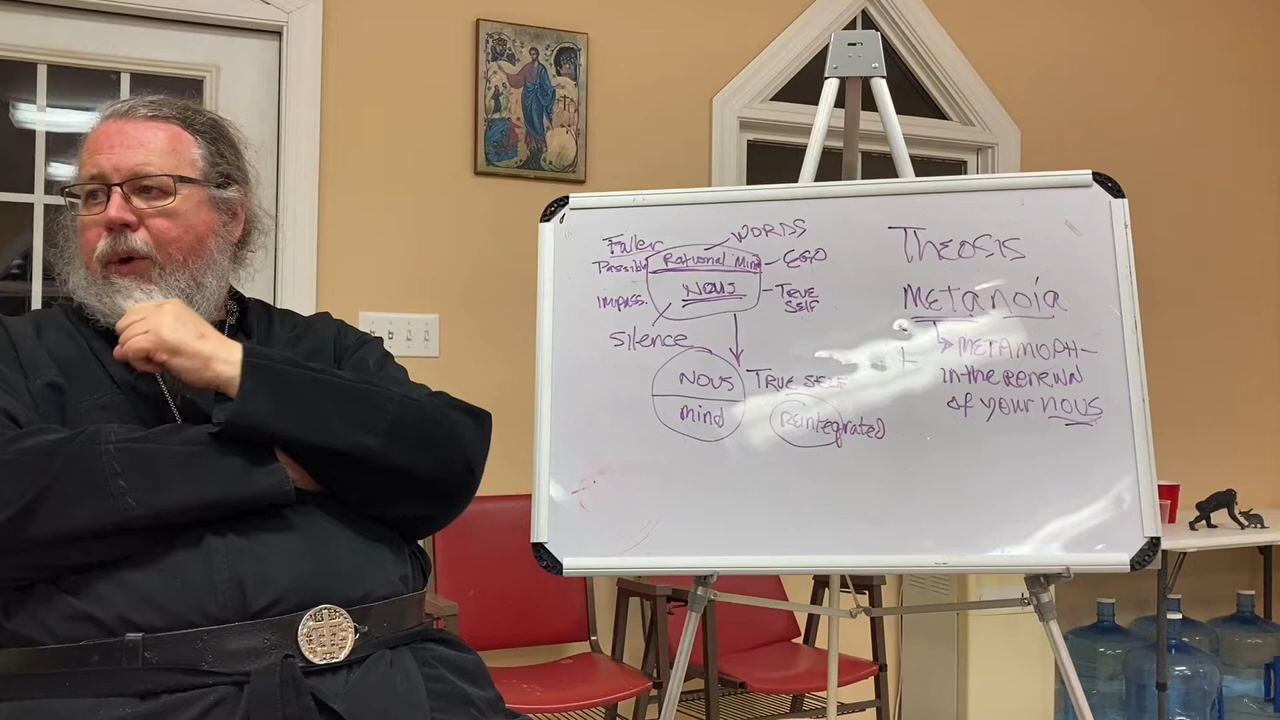 WORDS
Fallen
Rational Mind
EGO
Passible
NOUS
TRUE
SELF
impass.
silence
NOUS
TRUE SELF
mind
Reintegrated
THEOSIS
METANOIA
METAMORPH-
in the renewal
of your NOUS